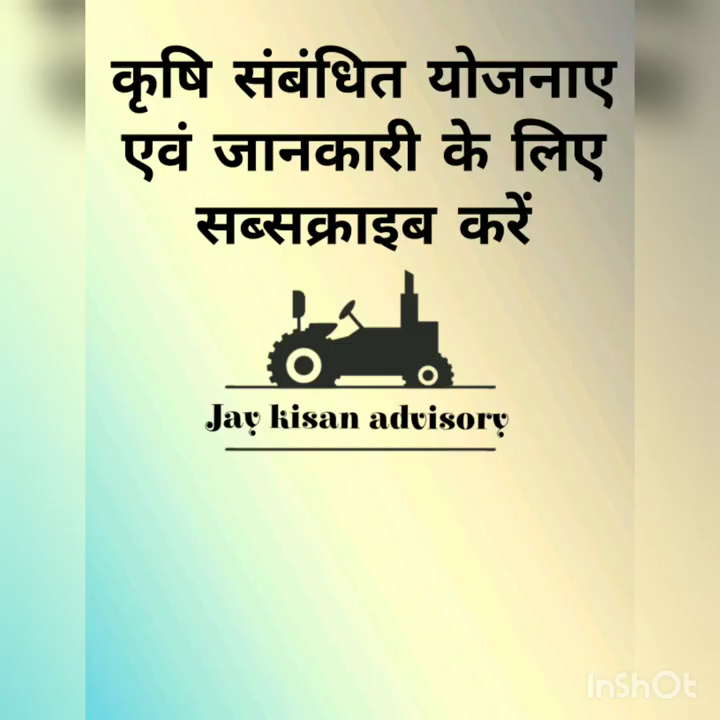 कृषि संबंधित योजनाए
एवं जानकारी के लिए
सब्सक्राइब करें
Jay kisan advisory
InShOt